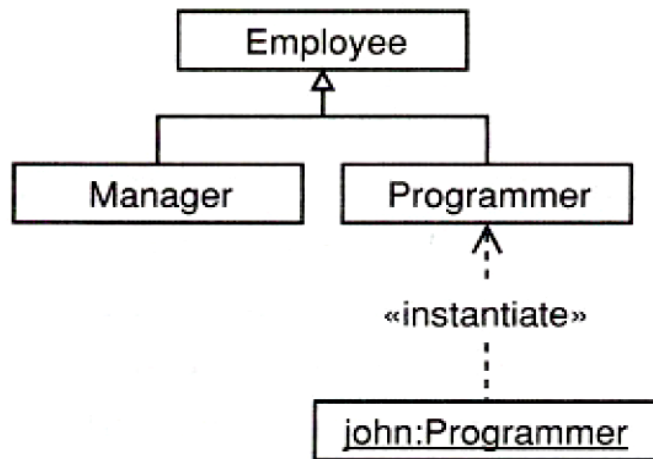 Employee
Manager
Programmer
«instantiate»
john:Programmer